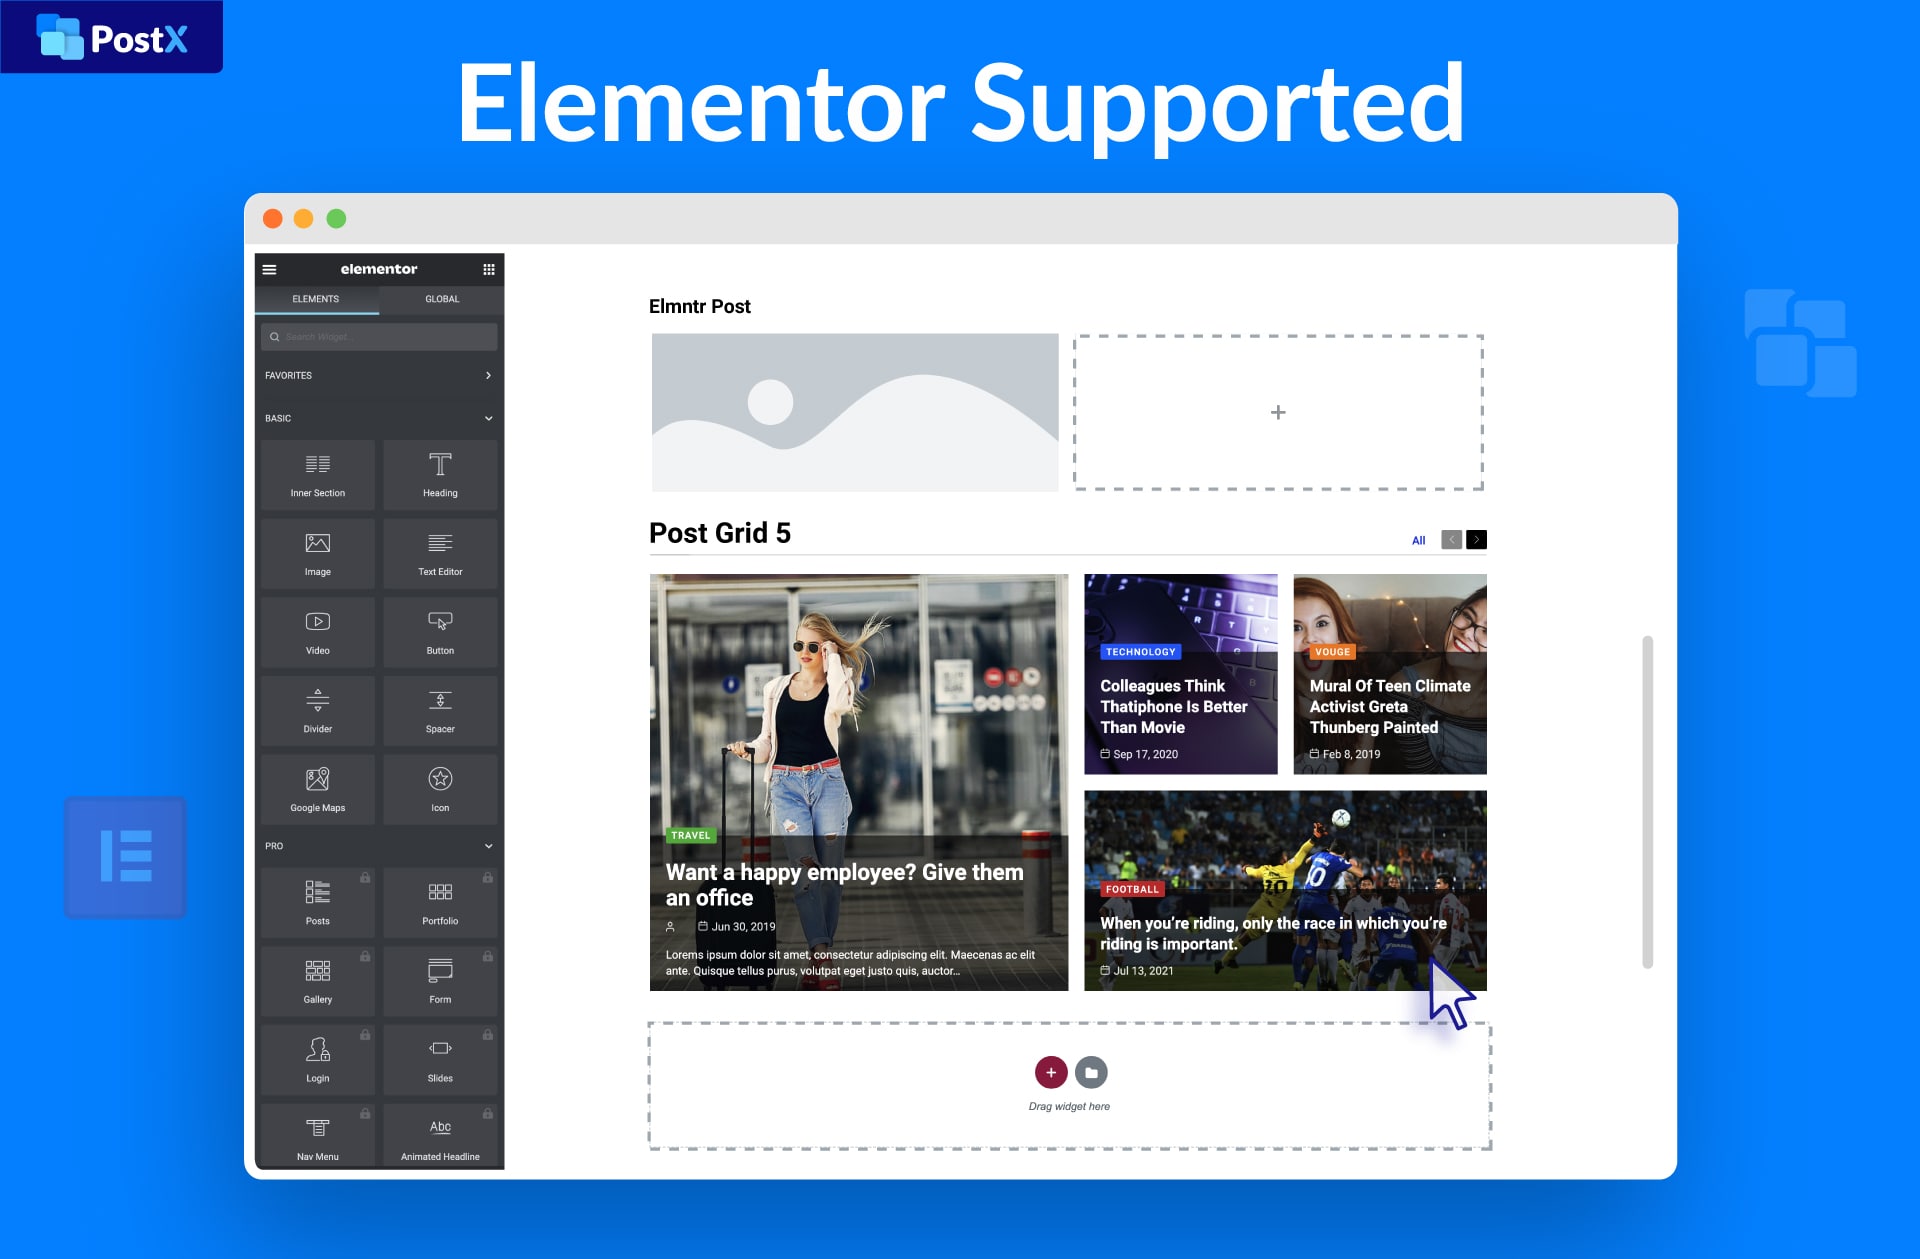 PostX
Elementor Supported
elementor
ELEMENTS
GLOBAL
Search Widget...
FAVORITES
BASIC
Inner Section
Heading
Image
Text Editor
Video
Button
Divider
Spacer
Google Maps
Icon
PRO
Posts
Portfolio
Gallery
Form
Login
Slides
Abc
Nav Menu
Animated Headline
Elmntr Post
Post Grid 5
All
TRAVEL
Want a happy employee? Give them
an office
Jun 30, 2019
Lorems ipsum dolor sit amet, consectetur adipiscing elit. Maecenas ac elit
ante. Quisque tellus purus, volutpat eget justo quis, auctor...
TECHNOLOGY
Colleagues Think
Thatiphone Is Better
Than Movie
Sep 17, 2020
VOUGE
Mural Of Teen Climate
Activist Greta
Thunberg Painted
Feb 8, 2019
10
FOOTBALL
When you’re riding, only the race in which you’re
riding is important.
Jul 13, 2021
Drag widget here